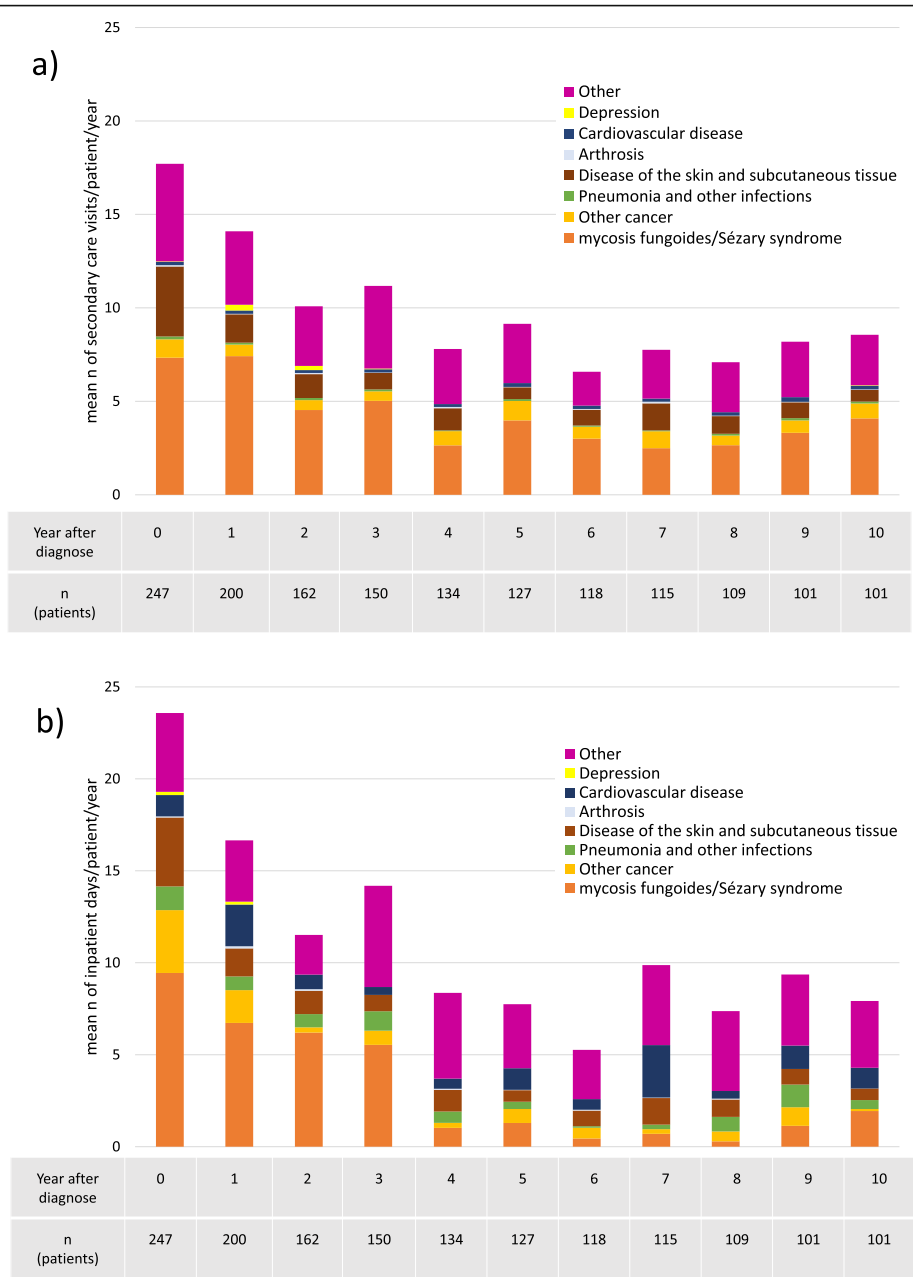 a)
mean n of secondary care visits/patient/year
25
20
15
10
5
0
Other
Depression
Cardiovascular disease
Arthrosis
Disease of the skin and subcutaneous tissue
Pneumonia and other infections
Other cancer
mycosis fungoides/Sézary syndrome
Year after
diagnose
0 1 2 3 4 5 6 7 8 9 10
n
(patients)
247 200 162 150 134 127 118 115 109 101 101
b)
mean n of inpatient days/patient/year
25
20
15
10
5
0
Other
Depression
Cardiovascular disease
Arthrosis
Disease of the skin and subcutaneous tissue
Pneumonia and other infections
Other cancer
mycosis fungoides/Sézary syndrome
Year after
diagnose
0 1 2 3 4 5 6 7 8 9 10
n
(patients)
247 200 162 150 134 127 118 115 109 101 101